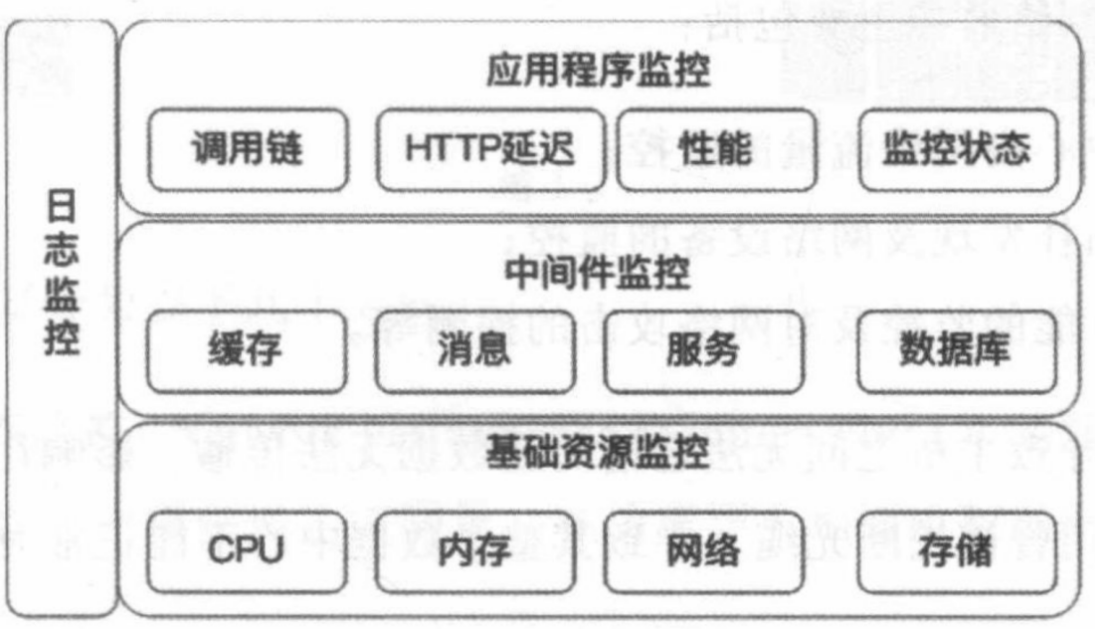 日志监控
应用程序监控
调用链 HTTP延迟 性能 监控状态
中间件监控
缓存 消息 服务 数据库
基础资源监控
CPU 内存 网络 存储